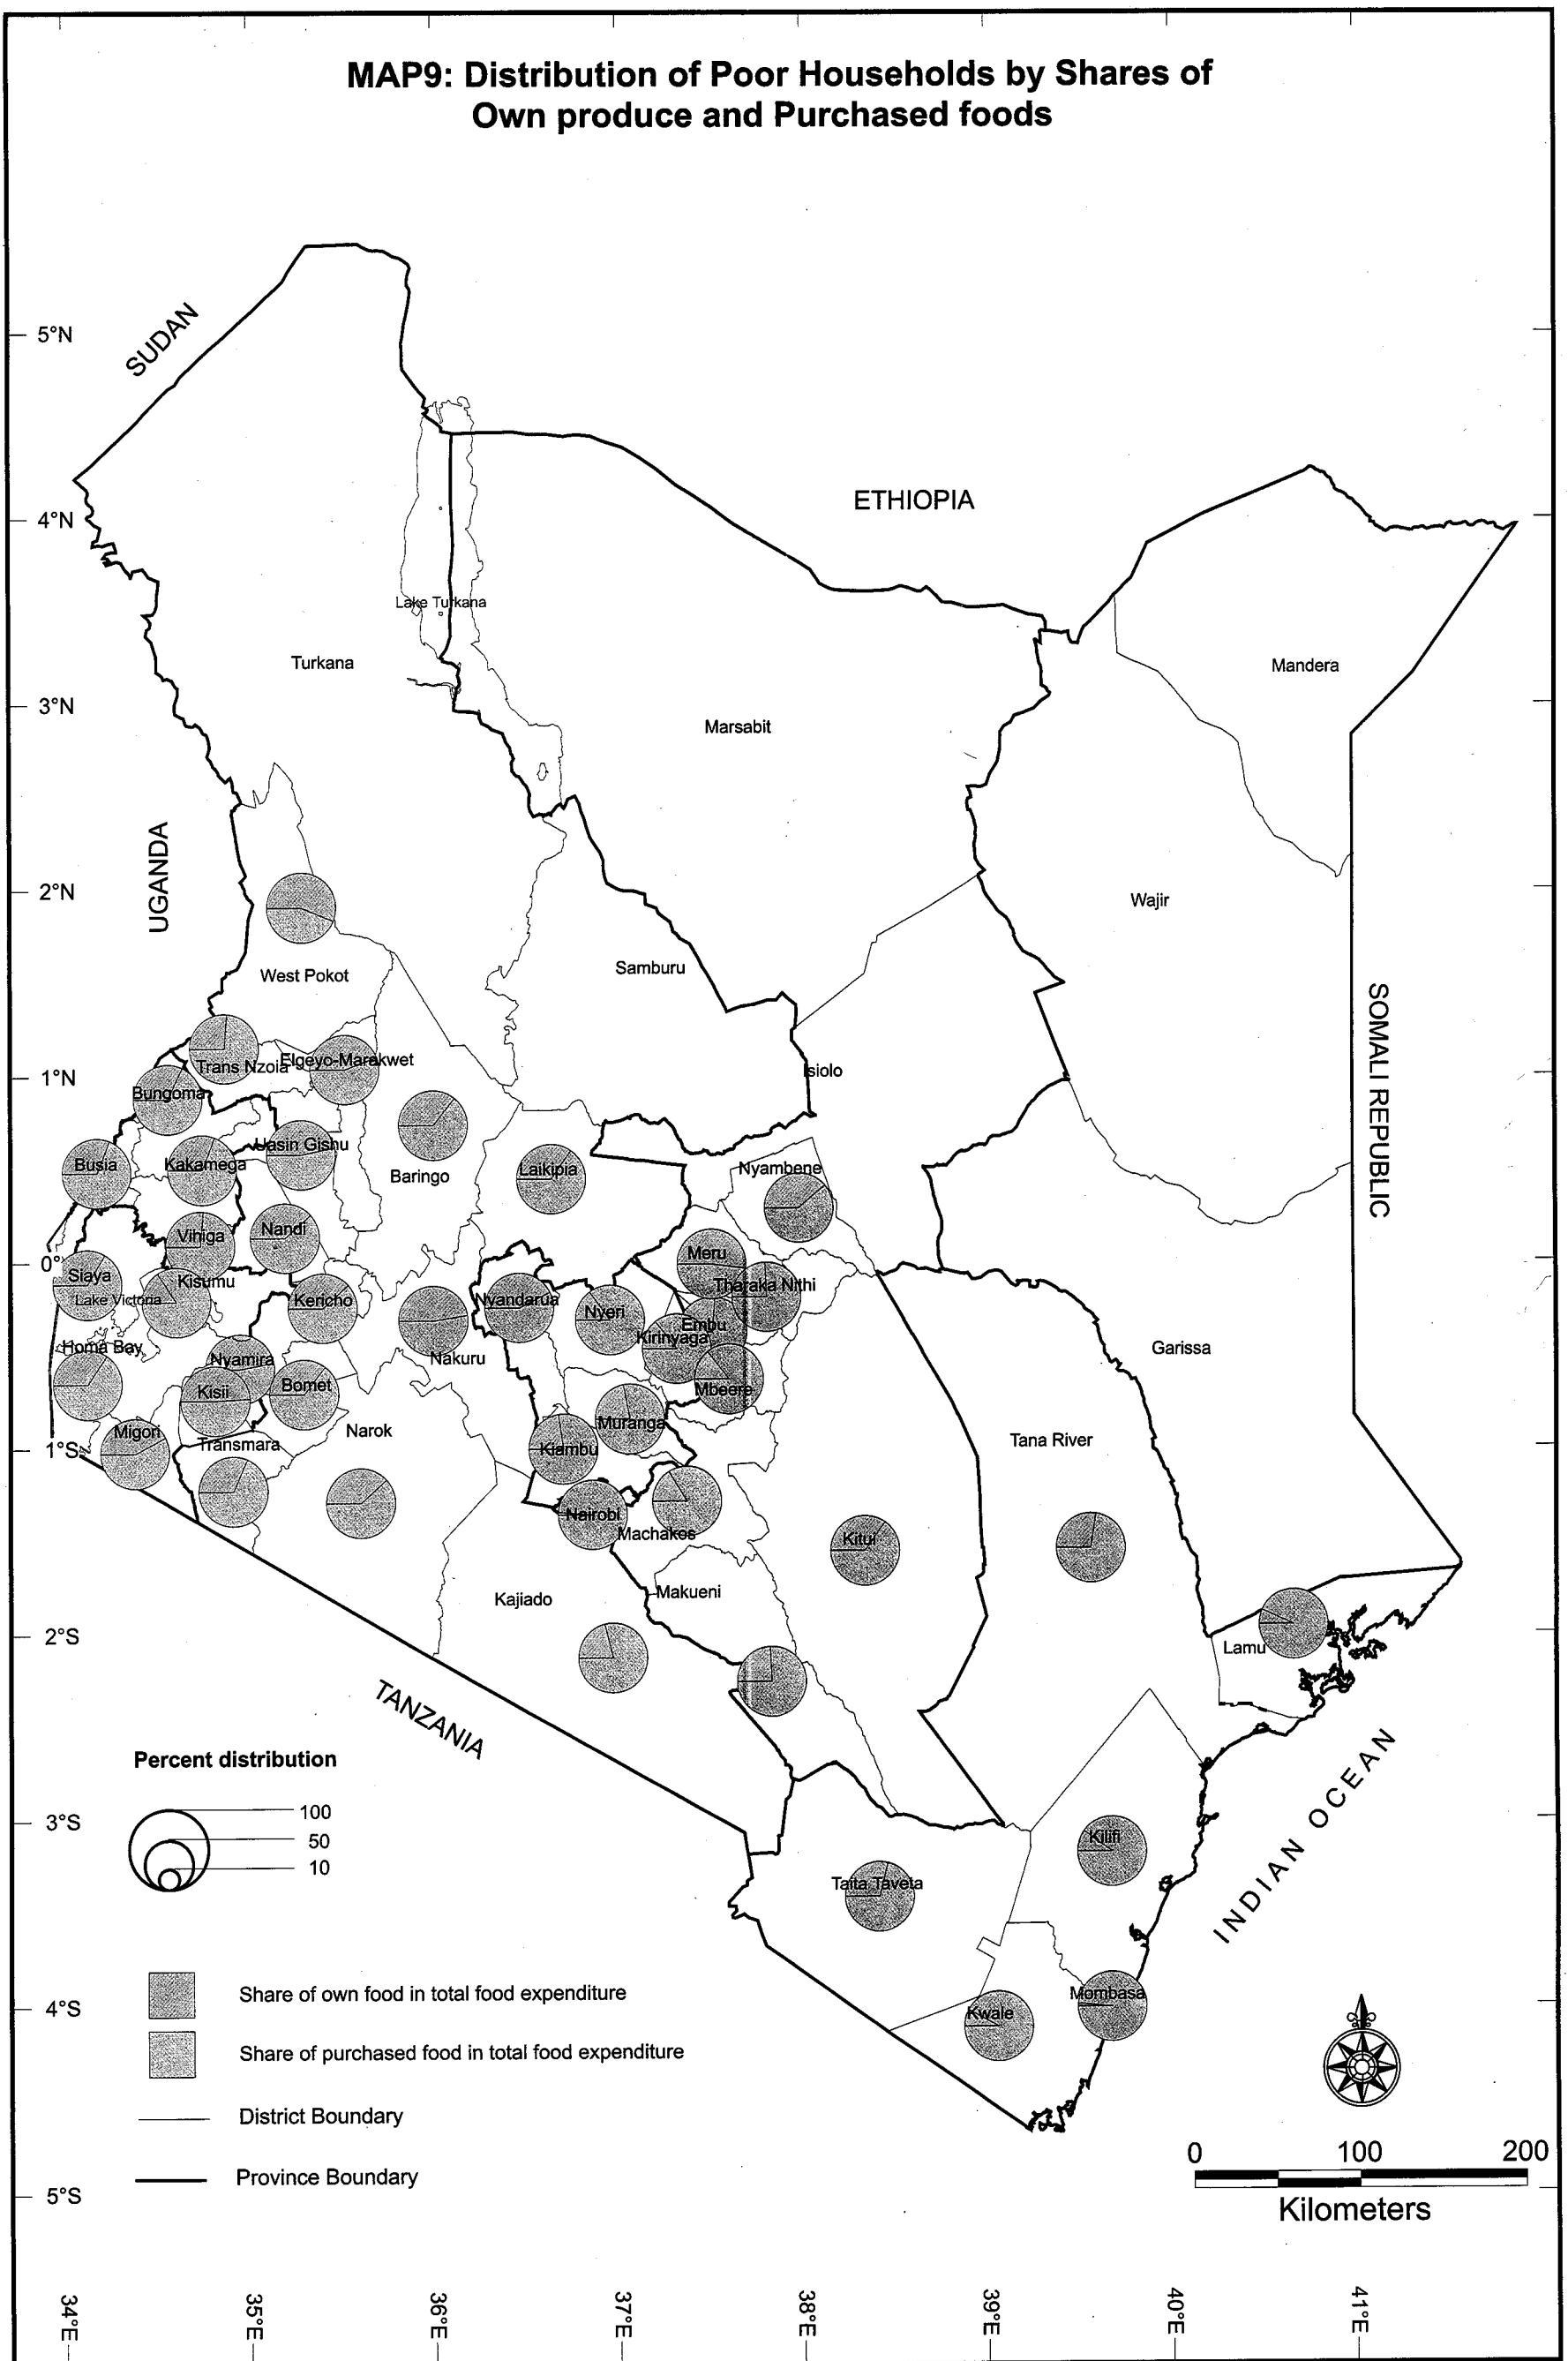 MAP9: Distribution of Poor Households by Shares of
Own produce and Purchased foods
SUDAN
5°N
ETHIOPIA
4°N
Lake Turkana
Turkana
Mandera
3°N
Marsabit
UGANDA
2°N
Wajir
West Pokot
Samburu
SOMALI REPUBLIC
Trans Nzoia
Elgeyo-Marakwet
1°N
Isiolo
Bungoma
Uasin Gishu
Busia
Kakamega
Baringo
Laikipia
Nyambene
Vihiga
Nandi
Meru
0°
Siaya
Kisumu
Tharaka Nithi
Lake Victoria
Kericho
Nyandarua
Nyeri
Embu
Kirinyaga
Homa Bay
Nyamira
Nakuru
Garissa
Kisii
Bomet
Mbeere
Migori
Narok
Muranga
Transmara
Kiambu
Tana River
1°S
Nairobi
Machakos
Kitui
Kajiado
Makueni
2°S
Lamu
TANZANIA
INDIAN OCEAN
Percent distribution
100
50
10
3°S
Kilifi
Taita Taveta
Share of own food in total food expenditure
Mombasa
4°S
Kwale
Share of purchased food in total food expenditure
District Boundary
Province Boundary
0 100 200
Kilometers
5°S
34°E 35°E 36°E 37°E 38°E 39°E 40°E 41°E